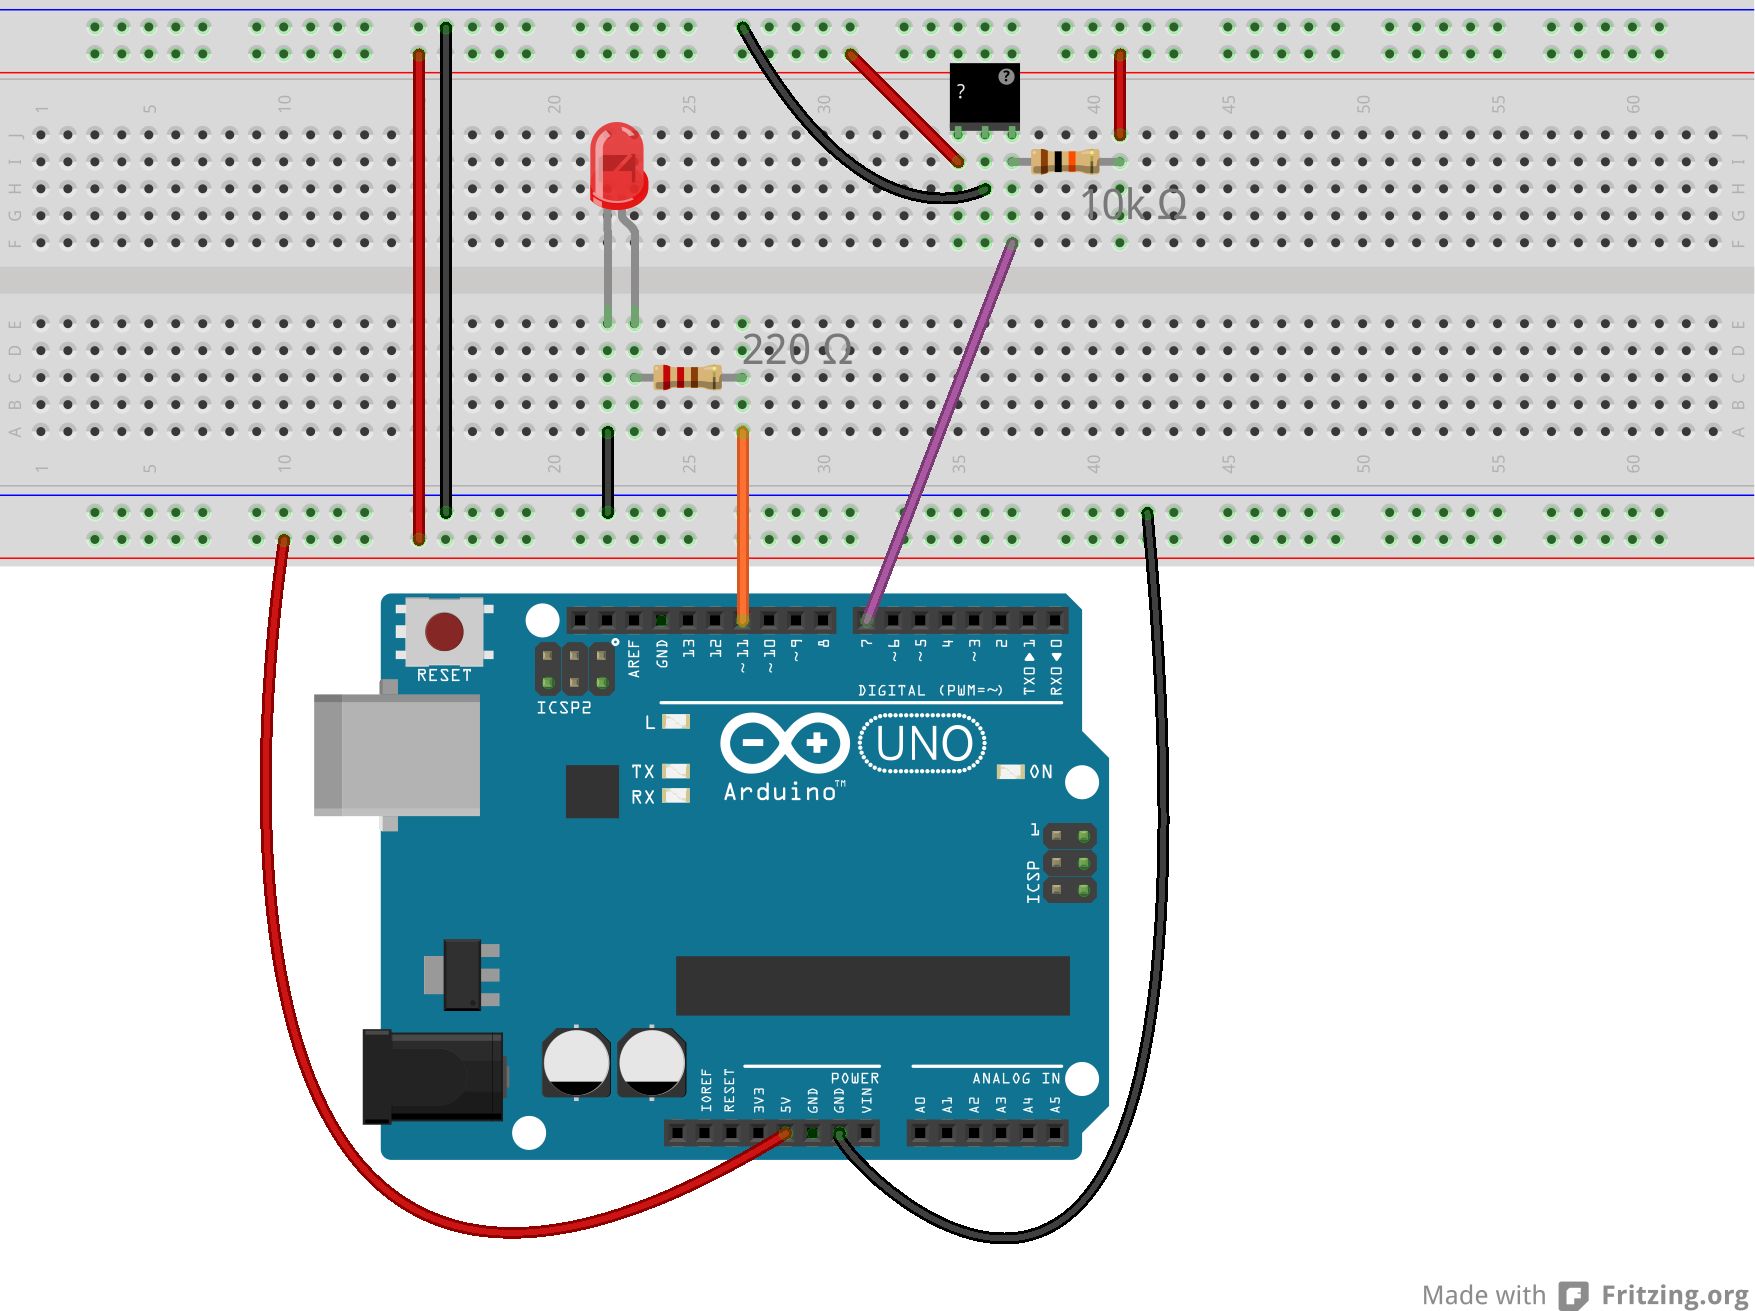 1 5 10 20 25 30 40 45 50 55 60
J J
I I
H H
G G
F F
?
?
10k Ω
E E
D D
C C
B B
A A
220 Ω
1 5 10 20 25 30 35 40 45 50 55 60
RESET
ICSP2
AREF GND 13 12 ~11 ~10 ~9 8 7 ~6 ~5 4 ~3 2 TX0▶1 RX0◀0
DIGITAL (PWM=~)
L
TX
RX
Arduino™
UNO
ON
1
ICSP
IOREF RESET 3V3 5V GND GND VIN
POWER
A0 A1 A2 A3 A4 A5
ANALOG IN
Made with Fritzing.org